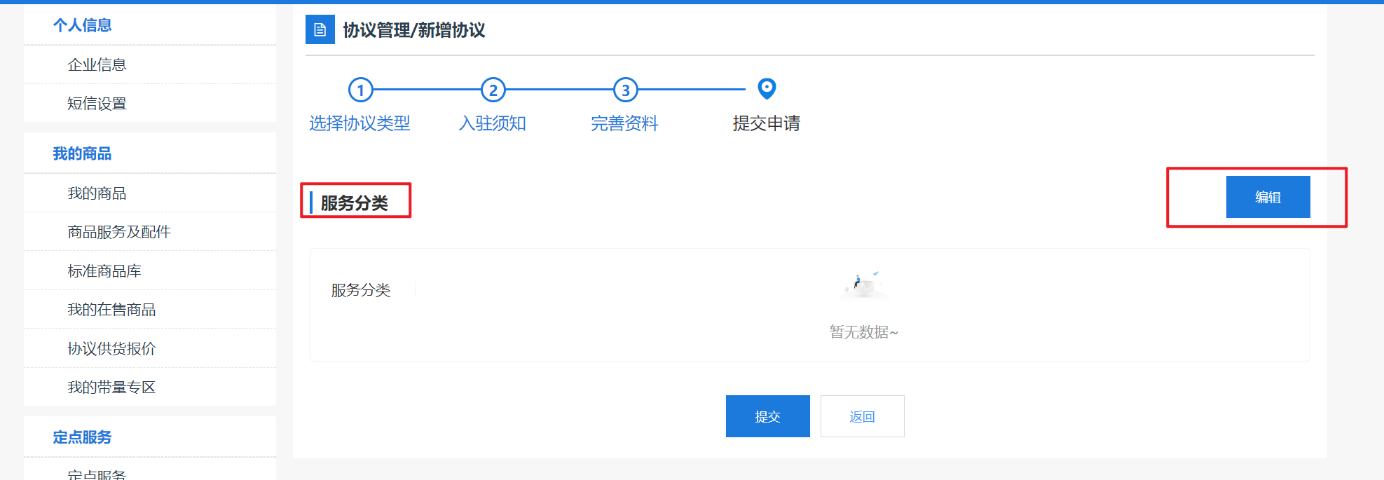 个人信息
企业信息
短信设置
我的商品
我的商品
商品服务及配件
标准商品库
我的在售商品
协议供货报价
我的带量专区
定点服务
定点服务
协议管理/新增协议
1 2 3
选择协议类型 入驻须知 完善资料 提交申请
服务分类 编辑
服务分类
暂无数据~
提交 返回